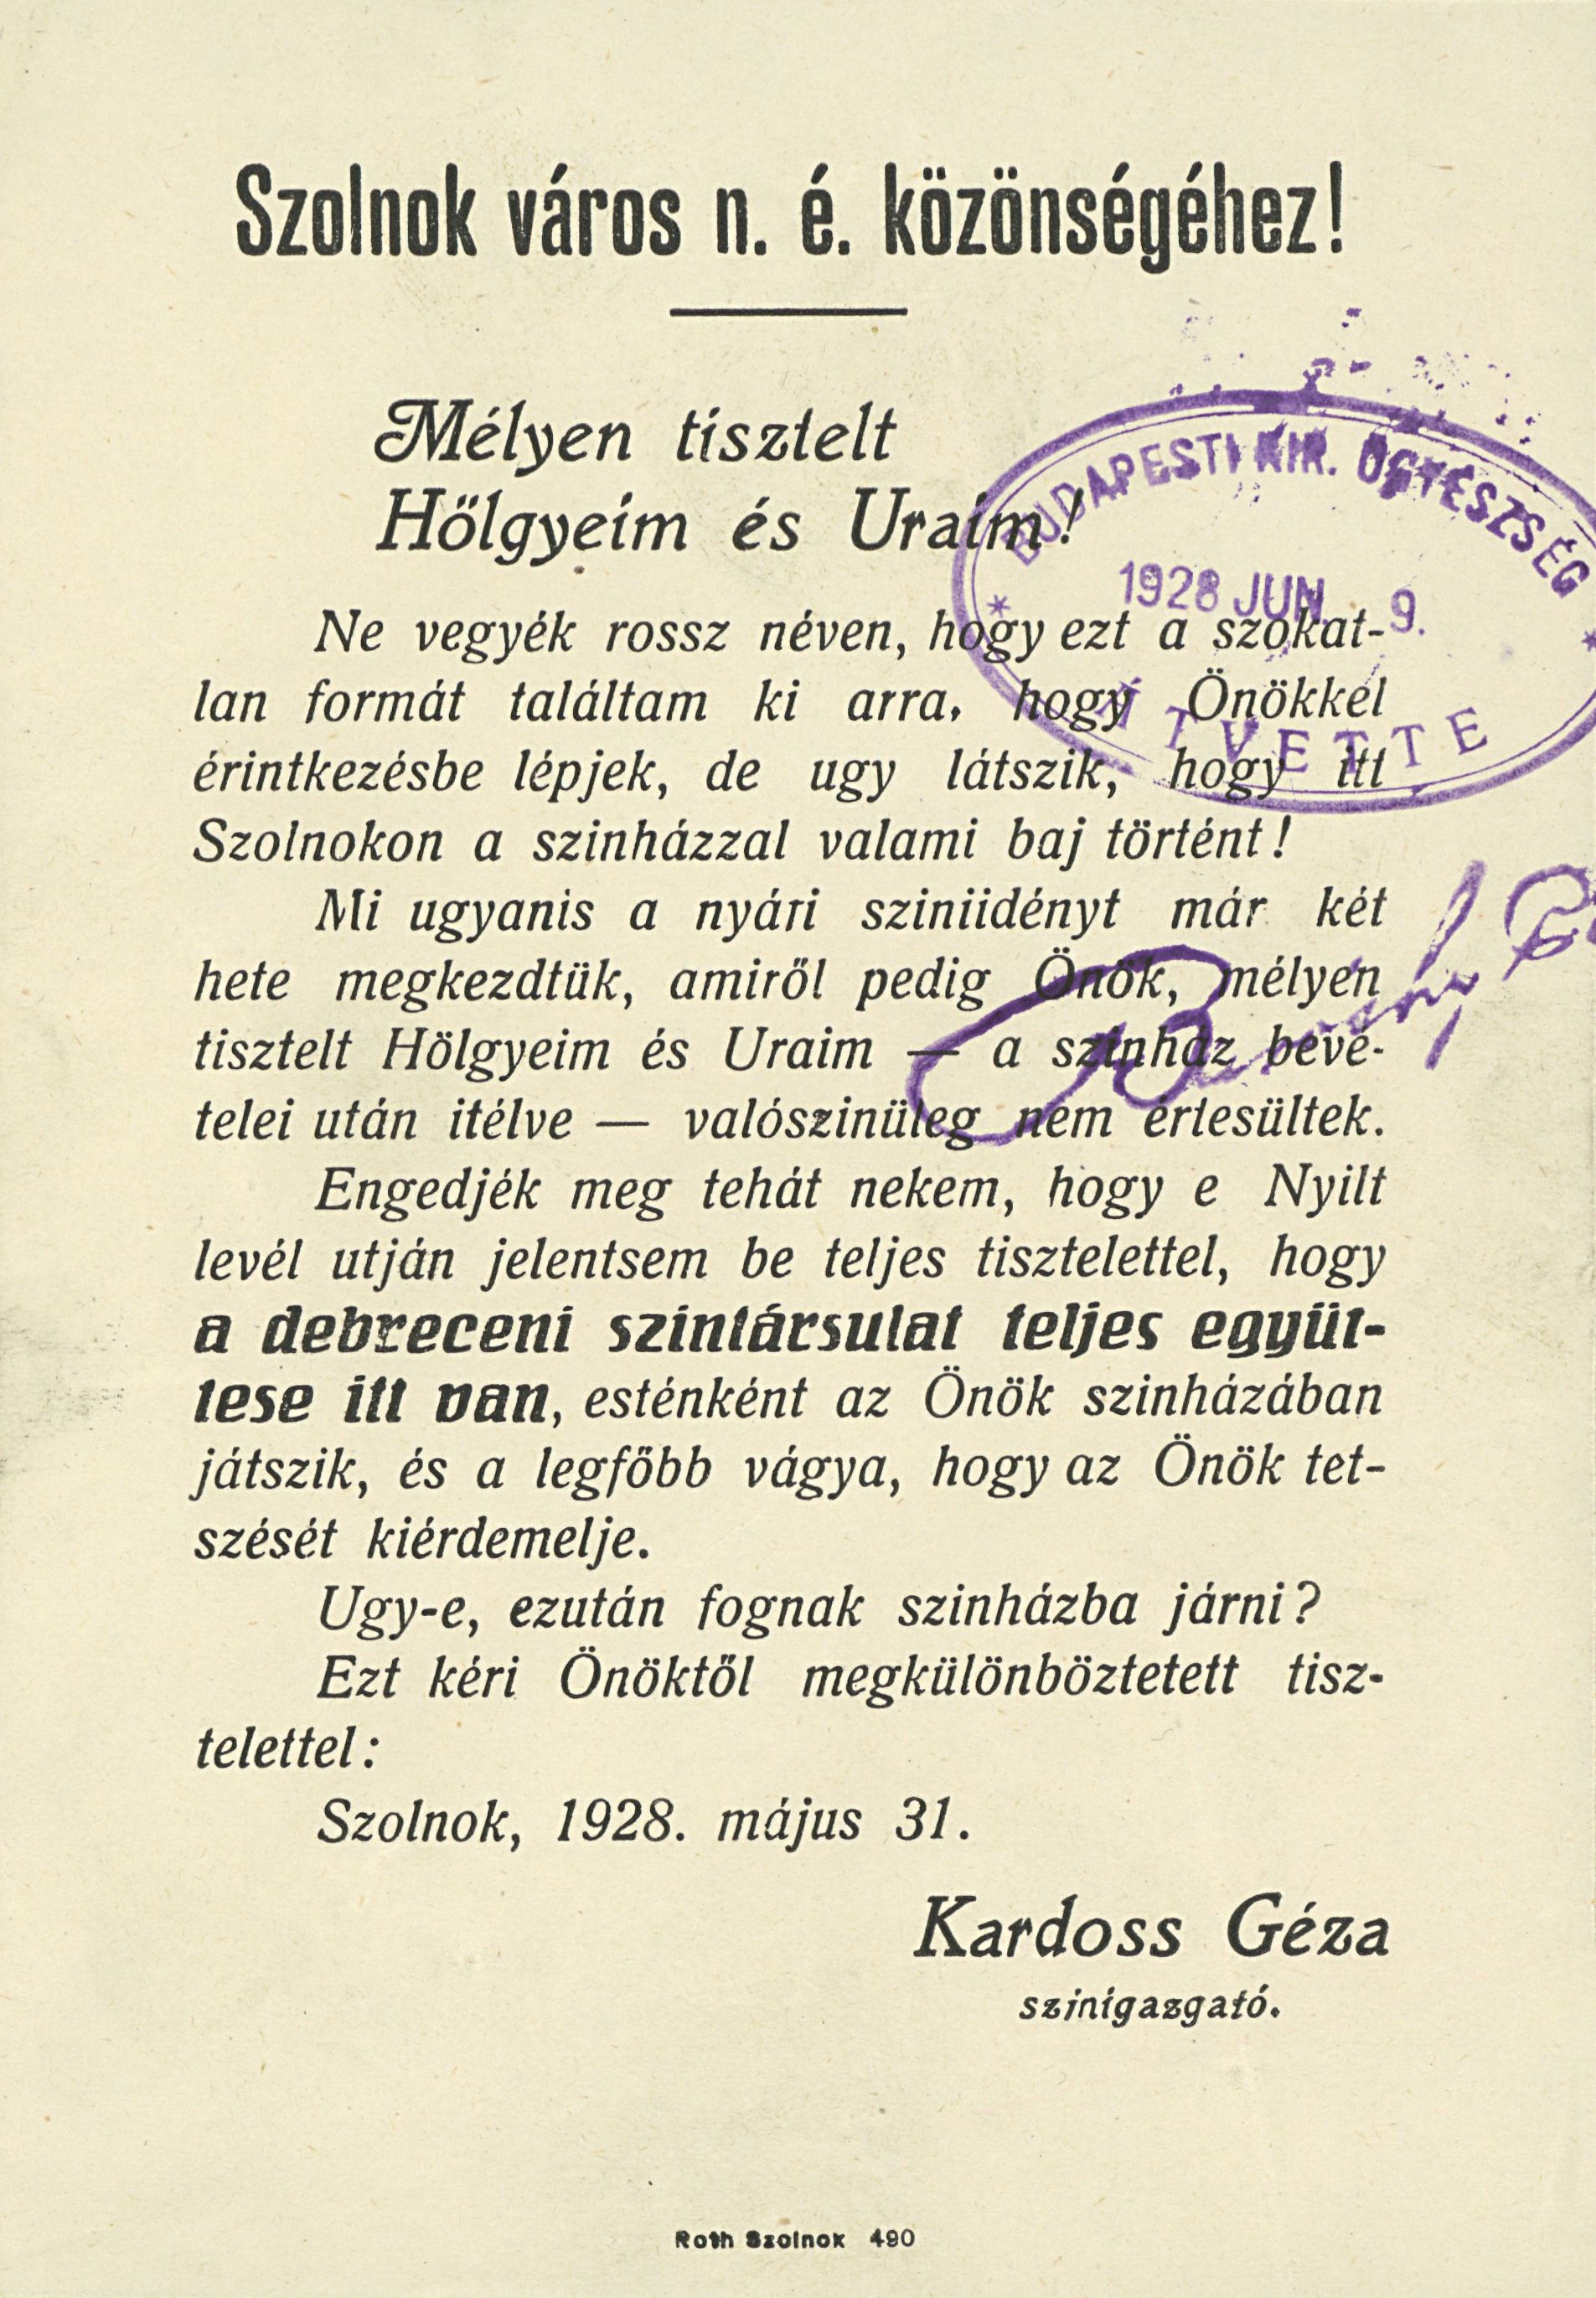 Szolnok város n. é. közönségéhez!
Mélyen tisztelt
Hölgyeim és Uraim!
Ne vegyék rossz néven, hogy ezt a szokat-
lan formát találtam ki arra, hogy Önökkel
érintkezésbe lépjek, de ugy látszik, hogy itt
Szolnokon a szinházzal valami baj történt!
Mi ugyanis a nyári sziniidényt már két
hete megkezdtük, amiről pedig Önök, mélyen
tisztelt Hölgyeim és Uraim — a szinház bevé-
telei után itélve — valószinüleg nem értesültek.
Engedjék meg tehát nekem, hogy e Nyilt
levél utján jelentsem be teljes tisztelettel, hogy
a debreceni szintársulat teljes együt-
tese itt van, esténként az Önök szinházában
játszik, és a legfőbb vágya, hogy az Önök tet-
szését kiérdemelje.
Ugy-e, ezután fognak szinházba járni?
Ezt kéri Önöktől megkülönböztetett tisz-
telettel:
Szolnok, 1928. május 31.
Kardoss Géza
szinigazgató.
Roth Szolnok 490
BUDAPESTI KIR. ÜGYÉSZSÉG
1928 JUN. 9.
ÁTVETTE